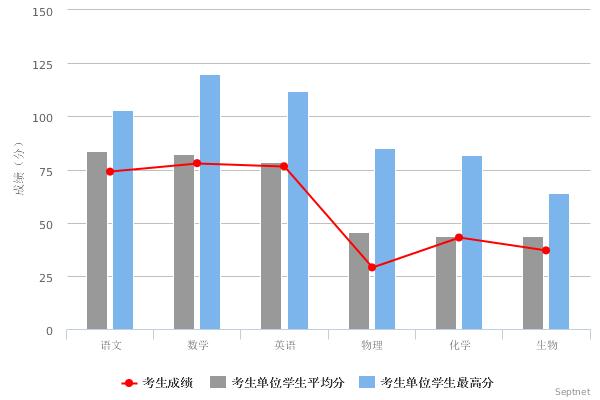 150
125
100
75
50
25
0
成绩（分）
语文 数学 英语 物理 化学 生物
考生成绩 考生单位学生平均分 考生单位学生最高分
Septnet